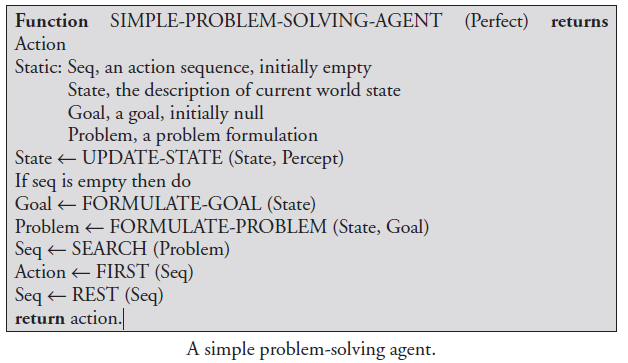 Function SIMPLE-PROBLEM-SOLVING-AGENT (Perfect) returns
Action
Static: Seq, an action sequence, initially empty
State, the description of current world state
Goal, a goal, initially null
Problem, a problem formulation
State ← UPDATE-STATE (State, Percept)
If seq is empty then do
Goal ← FORMULATE-GOAL (State)
Problem ← FORMULATE-PROBLEM (State, Goal)
Seq ← SEARCH (Problem)
Action ← FIRST (Seq)
Seq ← REST (Seq)
return action.
A simple problem-solving agent.